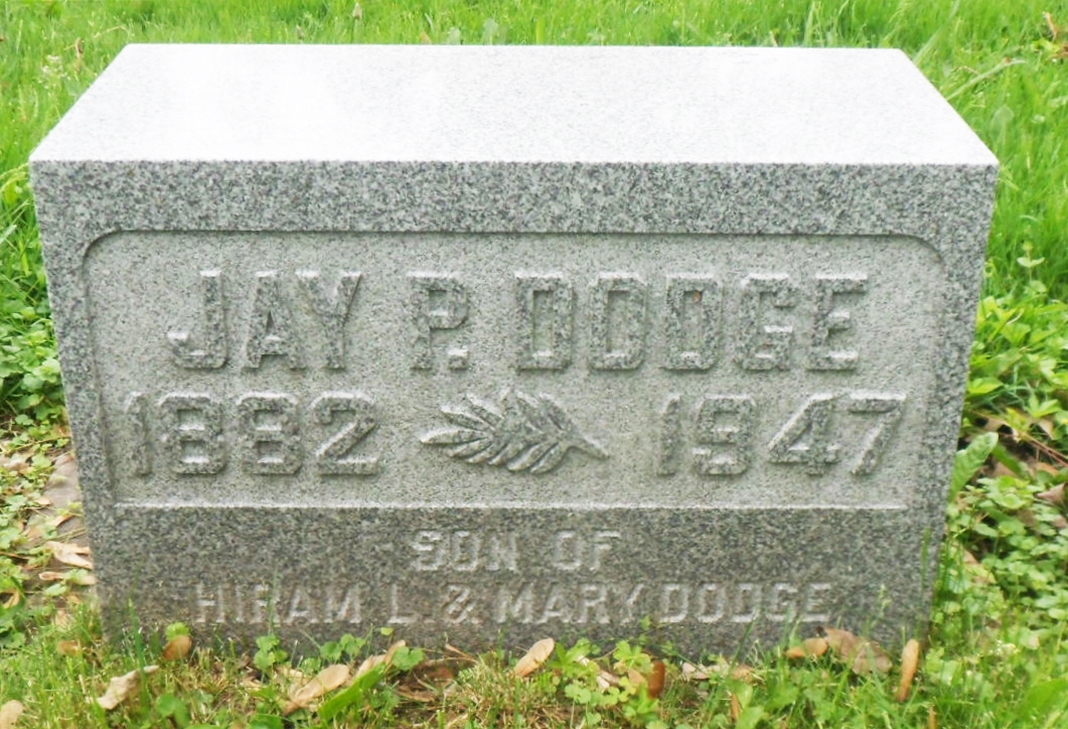 JAY P. DODGE
1882 1947
SON OF
HIRAM L. & MARY DODGE